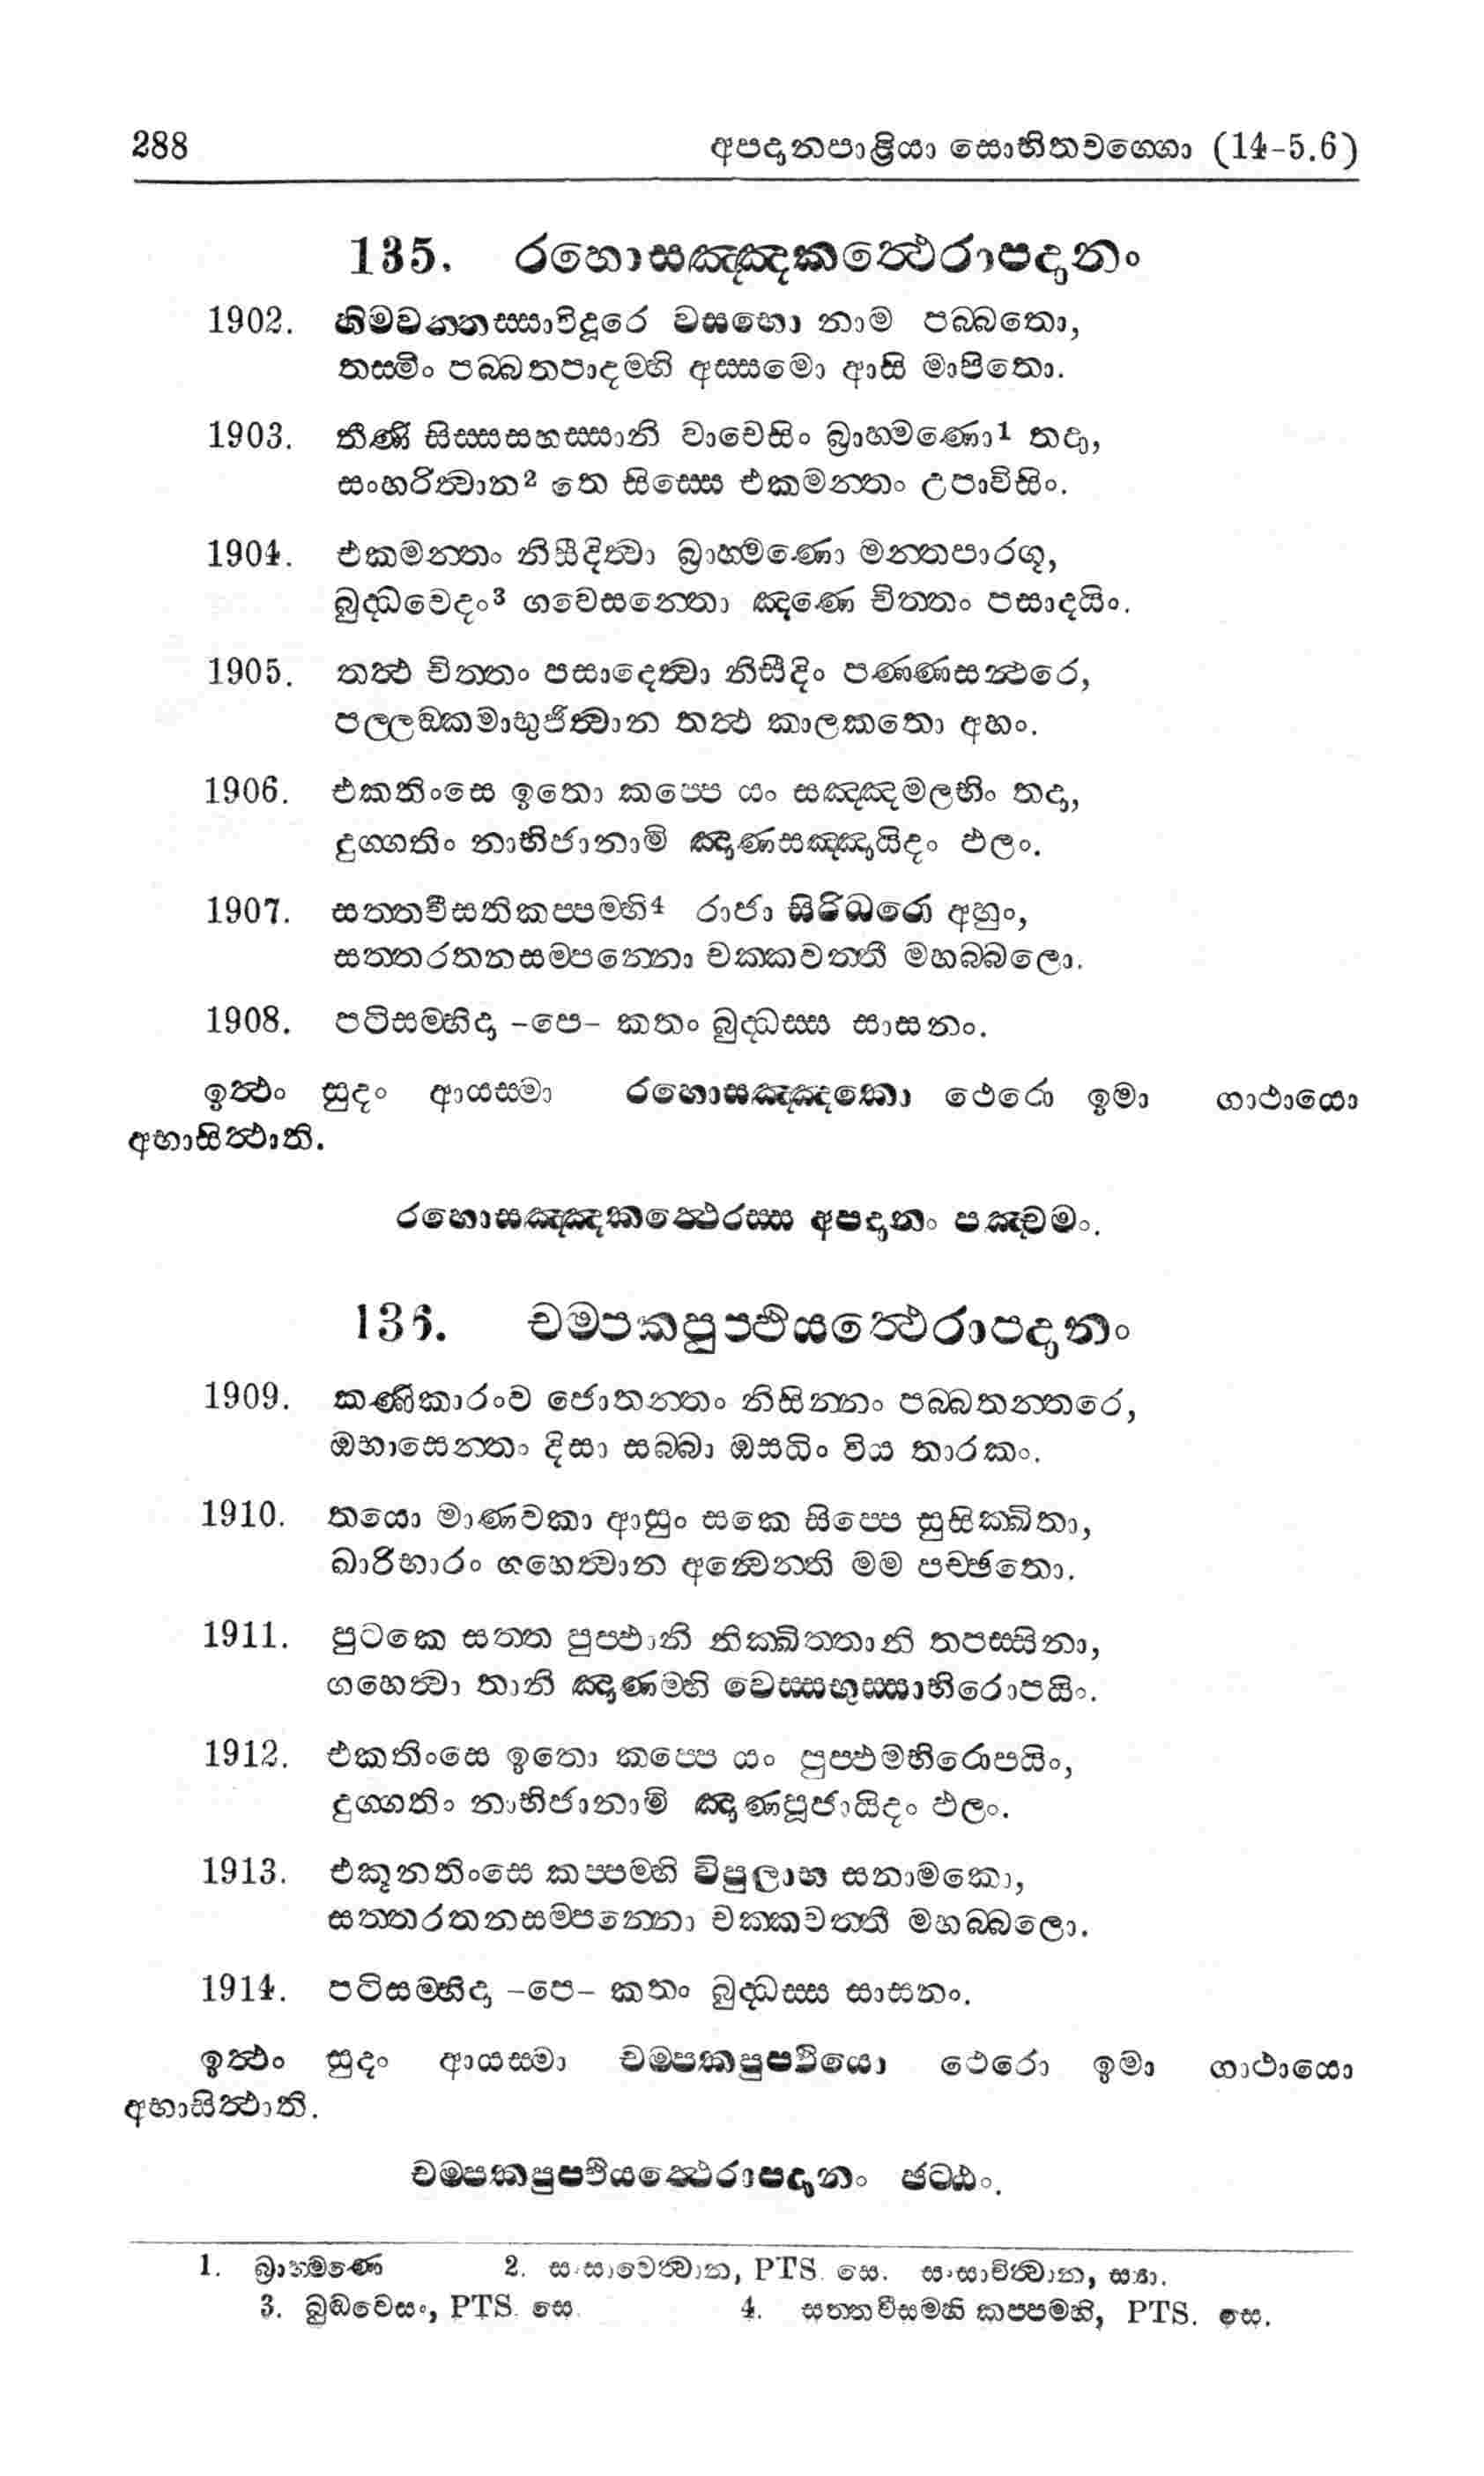 288 අපදානපාළියා සොභිතවග්ගො (14-5.6)
135. රහොසඤ්ඤකත්ථෙරාපදානං
1902. හිමවන්තස්සාවිදූරෙ වසභො නාම පබ්බතො,
තස්මිං පබ්බතපාදම්හි අස්සමො ආසි මාපිතො.
1903. තීණි සිස්සසහස්සානි වාචෙසිං බ්‍රාහ්මණො1 තදා,
සංහරිත්වාන2 තෙ සිස්සෙ එකමන්තං උපාවිසිං.
1904. එකමන්තං නිසීදිත්වා බ්‍රාහ්මණො මන්තපාරගූ,
බුද්ධවෙදං3 ගවෙසන්තො ඤාණෙ චිත්තං පසාදයිං.
1905. තත්ථ චිත්තං පසාදෙත්වා නිසීදිං පණ්ණසන්ථරෙ,
පල්ලඞ්කමාභුජිත්වාන තත්ථ කාලකතො අහං.
1906. එකතිංසෙ ඉතො කප්පෙ යං සඤ්ඤමලභිං තදා,
දුග්ගතිං නාභිජානාමි ඤාණසඤ්ඤායිදං ඵලං.
1907. සත්තවීසතිකප්පම්හි4 රාජා සිරිධරො අහුං,
සත්තරතනසම්පන්නො චක්කවත්තී මහබ්බලො.
1908. පටිසම්භිදා -පෙ- කතං බුද්ධස්ස සාසනං.
ඉත්ථං සුදං ආයස්මා රහොසඤ්ඤකො ථෙරො ඉමා ගාථායො
අභාසිත්ථාති.
රහොසඤ්ඤකත්ථෙරස්ස අපදානං පඤ්චමං.
136. චම්පකපුප්ඵියත්ථෙරාපදානං
1909. කණිකාරංව ජොතන්තං නිසින්නං පබ්බතන්තරෙ,
ඔභාසෙන්තං දිසා සබ්බා ඔසධිං විය තාරකං.
1910. තයො මාණවකා ආසුං සකෙ සිප්පෙ සුසික්ඛිතා,
ඛාරිභාරං ගහෙත්වාන අන්වෙන්ති මම පච්ඡතො.
1911. පුටකෙ සත්ත පුප්ඵානි නික්ඛිත්තානි තපස්සිනා,
ගහෙත්වා තානි ඤාණම්හි වෙස්සභුස්සාභිරොපයිං.
1912. එකතිංසෙ ඉතො කප්පෙ යං පුප්ඵමභිරොපයිං,
දුග්ගතිං නාභිජානාමි ඤාණපූජායිදං ඵලං.
1913. එකූනතිංසෙ කප්පම්හි විපුලාභ සනාමකො,
සත්තරතනසම්පන්නො චක්කවත්තී මහබ්බලො.
1914. පටිසම්භිදා -පෙ- කතං බුද්ධස්ස සාසනං.
ඉත්ථං සුදං ආයස්මා චම්පකපුප්ඵියො ථෙරො ඉමා ගාථායො
අභාසිත්ථාති.
චම්පකපුප්ඵියත්ථෙරාපදානං ඡට්ඨං.
1. බ්‍රාහ්මණෙ 2. සංසාවෙත්වාන, PTS. සෙ. සංසාවිත්වාන, ස්‍යා.
3. බුද්ධවෙසං, PTS. සෙ. 4. සත්තවීසම්හි කප්පම්හි, PTS. සෙ.